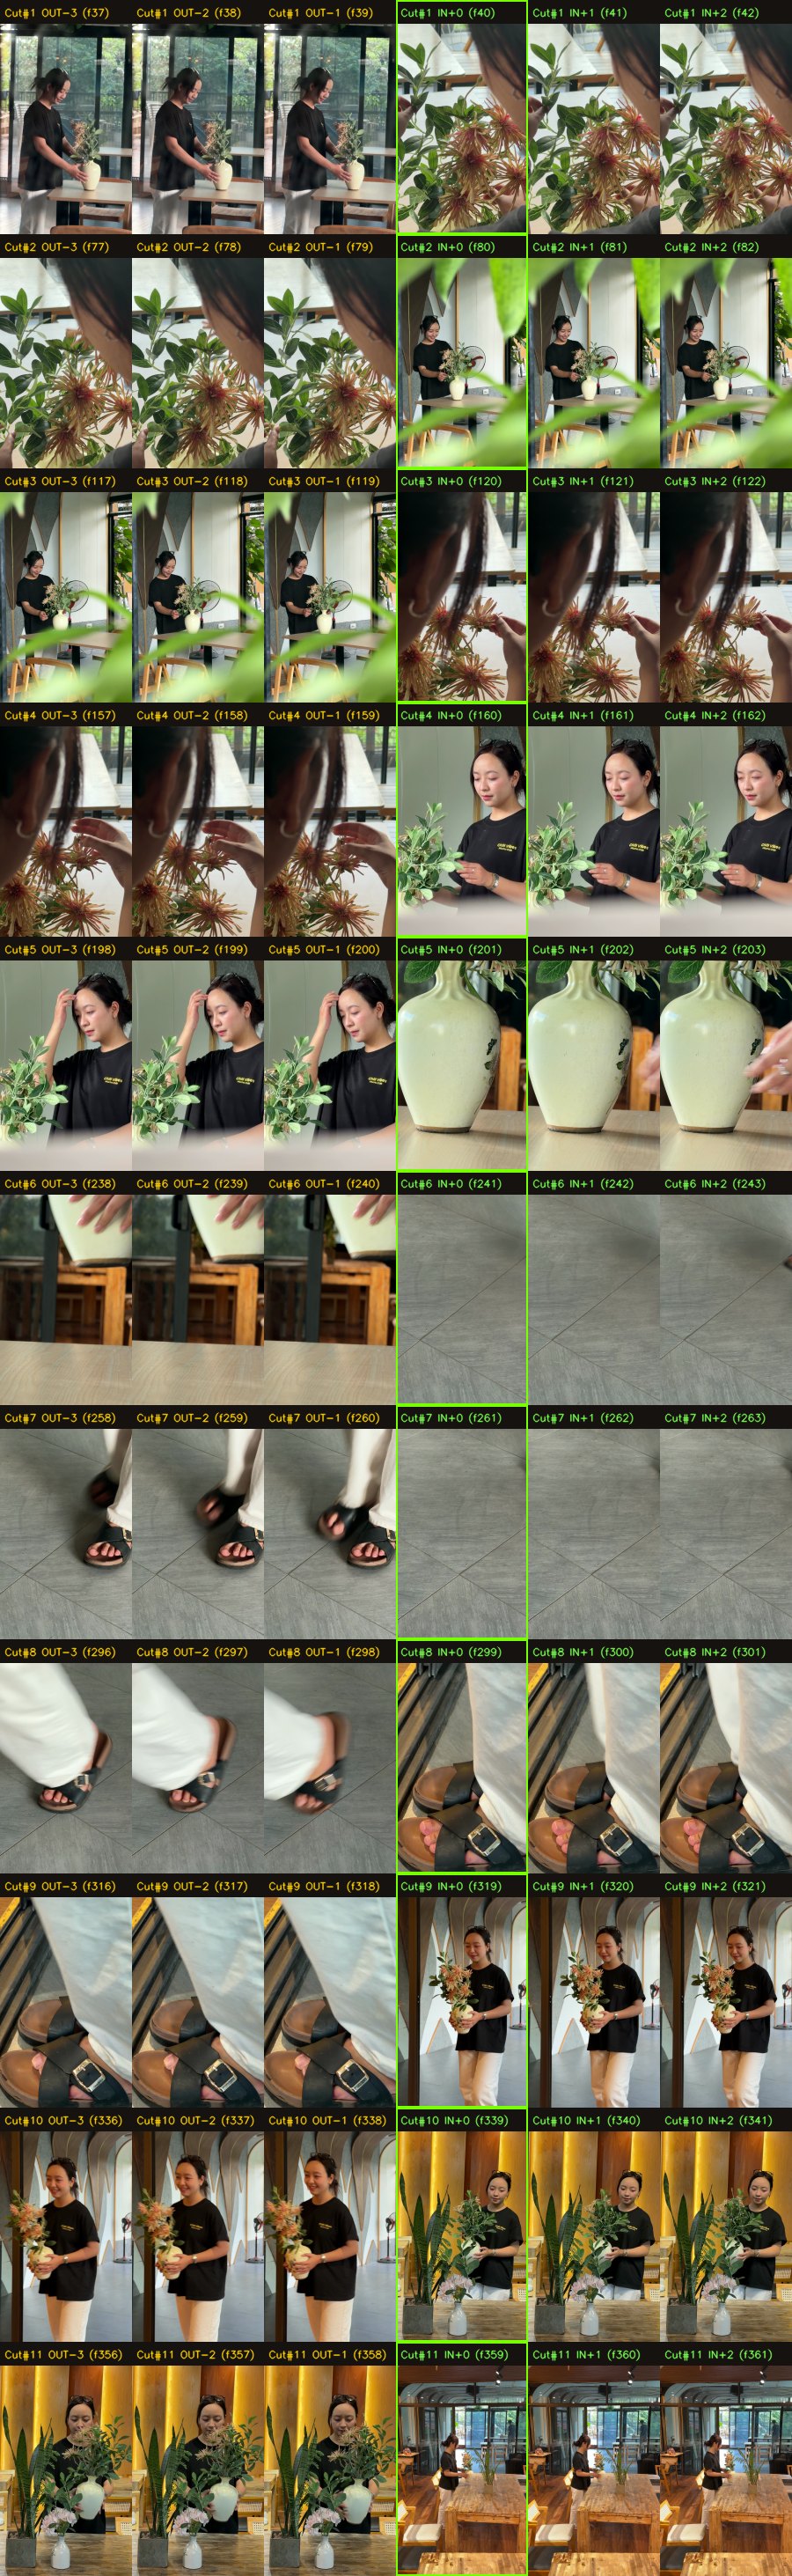 Cut#1 OUT-3 (f37) Cut#1 OUT-2 (f38) Cut#1 OUT-1 (f39) Cut#1 IN+0 (f40) Cut#1 IN+1 (f41) Cut#1 IN+2 (f42)
Cut#2 OUT-3 (f77) Cut#2 OUT-2 (f78) Cut#2 OUT-1 (f79) Cut#2 IN+0 (f80) Cut#2 IN+1 (f81) Cut#2 IN+2 (f82)
Cut#3 OUT-3 (f117) Cut#3 OUT-2 (f118) Cut#3 OUT-1 (f119) Cut#3 IN+0 (f120) Cut#3 IN+1 (f121) Cut#3 IN+2 (f122)
Cut#4 OUT-3 (f157) Cut#4 OUT-2 (f158) Cut#4 OUT-1 (f159) Cut#4 IN+0 (f160) Cut#4 IN+1 (f161) Cut#4 IN+2 (f162)
Cut#5 OUT-3 (f198) Cut#5 OUT-2 (f199) Cut#5 OUT-1 (f200) Cut#5 IN+0 (f201) Cut#5 IN+1 (f202) Cut#5 IN+2 (f203)
Cut#6 OUT-3 (f238) Cut#6 OUT-2 (f239) Cut#6 OUT-1 (f240) Cut#6 IN+0 (f241) Cut#6 IN+1 (f242) Cut#6 IN+2 (f243)
Cut#7 OUT-3 (f258) Cut#7 OUT-2 (f259) Cut#7 OUT-1 (f260) Cut#7 IN+0 (f261) Cut#7 IN+1 (f262) Cut#7 IN+2 (f263)
Cut#8 OUT-3 (f296) Cut#8 OUT-2 (f297) Cut#8 OUT-1 (f298) Cut#8 IN+0 (f299) Cut#8 IN+1 (f300) Cut#8 IN+2 (f301)
Cut#9 OUT-3 (f316) Cut#9 OUT-2 (f317) Cut#9 OUT-1 (f318) Cut#9 IN+0 (f319) Cut#9 IN+1 (f320) Cut#9 IN+2 (f321)
Cut#10 OUT-3 (f336) Cut#10 OUT-2 (f337) Cut#10 OUT-1 (f338) Cut#10 IN+0 (f339) Cut#10 IN+1 (f340) Cut#10 IN+2 (f341)
Cut#11 OUT-3 (f356) Cut#11 OUT-2 (f357) Cut#11 OUT-1 (f358) Cut#11 IN+0 (f359) Cut#11 IN+1 (f360) Cut#11 IN+2 (f361)